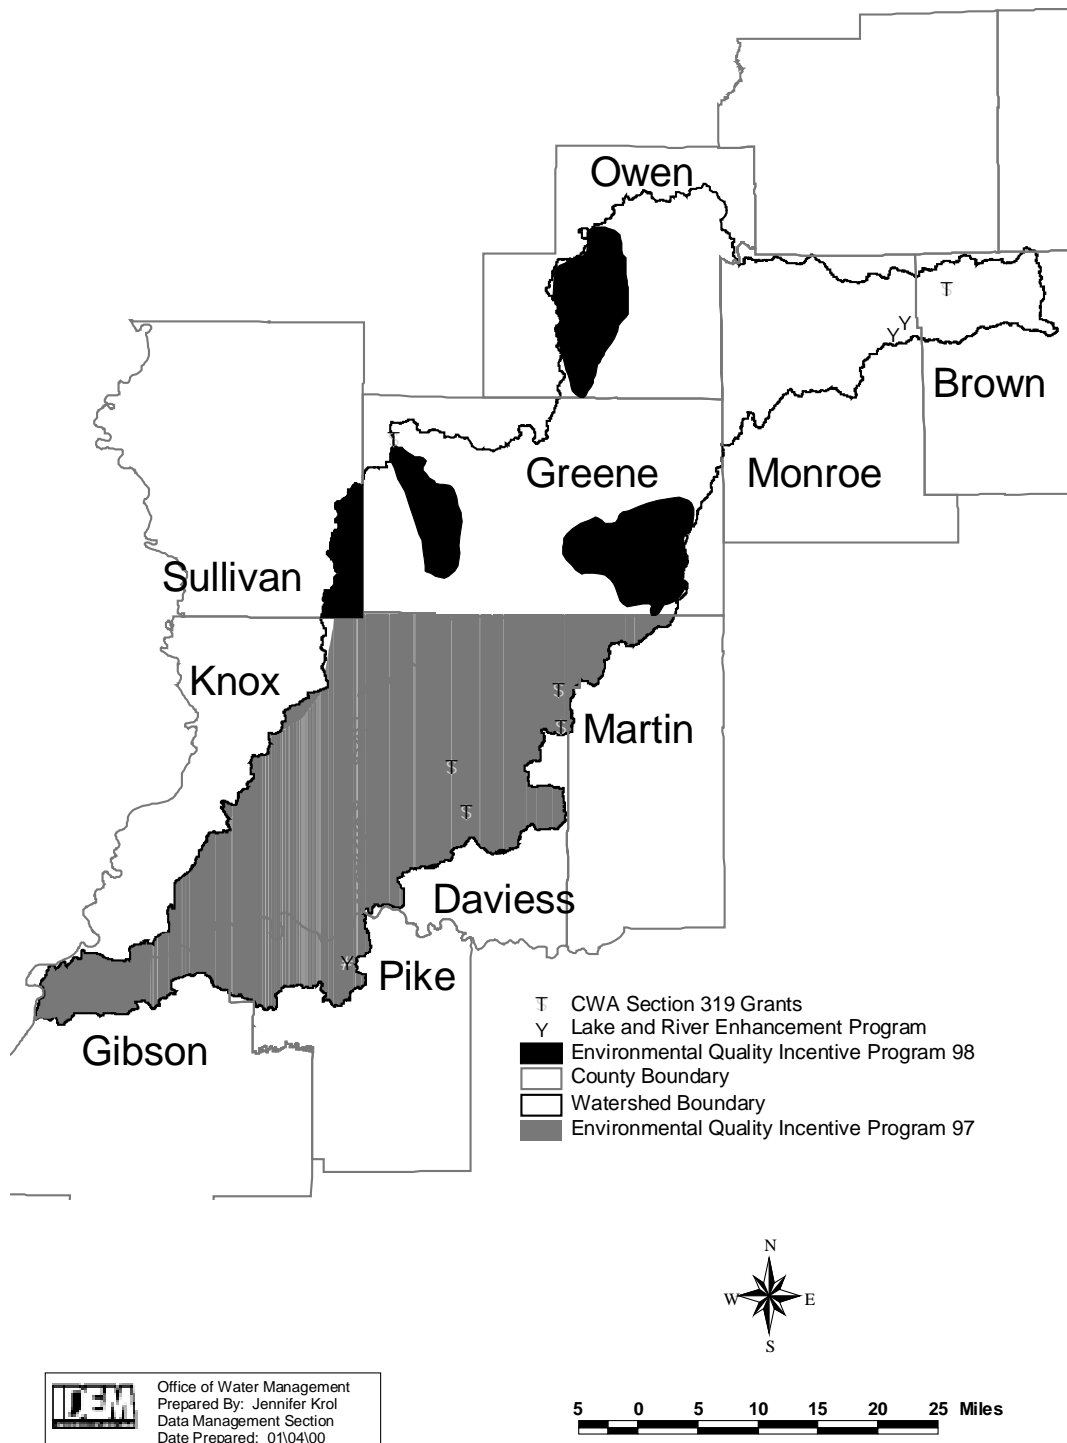 Owen
T
Y
Y
Brown
T
Greene
Monroe
Sullivan
Knox
T
Martin
T
T
T
Daviess
Y
Pike
Gibson
T CWA Section 319 Grants
Y Lake and River Enhancement Program
Environmental Quality Incentive Program 98
County Boundary
Watershed Boundary
Environmental Quality Incentive Program 97
N
W E
S
IDEM
Office of Water Management
Prepared By: Jennifer Krol
Data Management Section
Date Prepared: 01\04\00
5 0 5 10 15 20 25 Miles